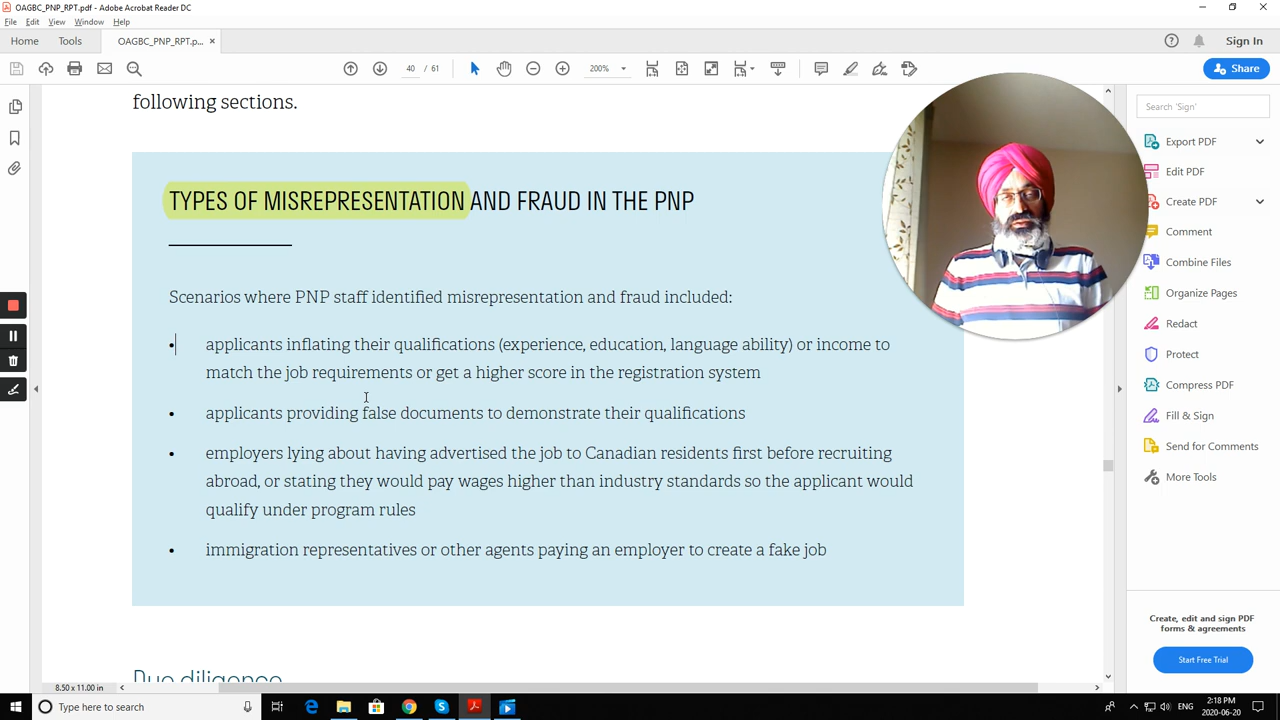 OAGBC_PNP_RPT.pdf - Adobe Acrobat Reader DC
File Edit View Window Help
Home Tools OAGBC_PNP_RPT.p... × Sign In
40 / 61 200% Share
following sections.
TYPES OF MISREPRESENTATION AND FRAUD IN THE PNP
Scenarios where PNP staff identified misrepresentation and fraud included:
• applicants inflating their qualifications (experience, education, language ability) or income to
match the job requirements or get a higher score in the registration system
• applicants providing false documents to demonstrate their qualifications
• employers lying about having advertised the job to Canadian residents first before recruiting
abroad, or stating they would pay wages higher than industry standards so the applicant would
qualify under program rules
• immigration representatives or other agents paying an employer to create a fake job
Due diligence
Search 'Sign'
Export PDF
Edit PDF
Create PDF
Comment
Combine Files
Organize Pages
Redact
Protect
Compress PDF
Fill & Sign
Send for Comments
More Tools
Create, edit and sign PDF
forms & agreements
Start Free Trial
8.50 x 11.00 in
Type here to search
ENG
2:18 PM
2020-06-20